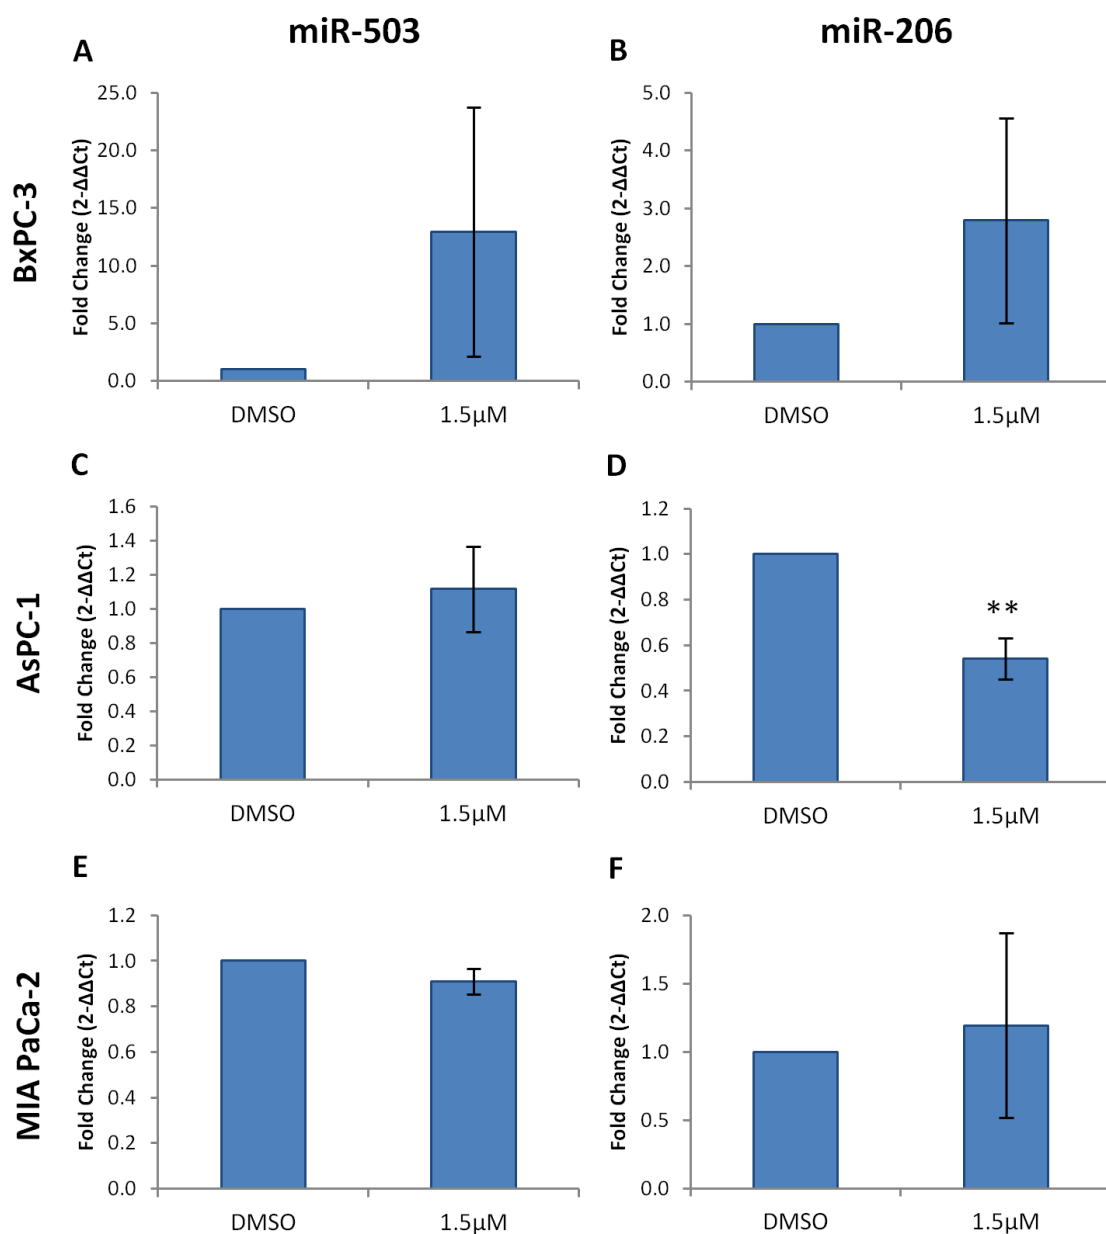 miR-503
miR-206
BxPC-3
A
Fold Change (2-ΔΔCt)
25.0
20.0
15.0
10.0
5.0
0.0
DMSO
1.5µM
B
Fold Change (2-ΔΔCt)
5.0
4.0
3.0
2.0
1.0
0.0
DMSO
1.5µM
AsPC-1
C
Fold Change (2-ΔΔCt)
1.6
1.4
1.2
1.0
0.8
0.6
0.4
0.2
0.0
DMSO
1.5µM
D
Fold Change (2-ΔΔCt)
1.2
1.0
0.8
0.6
0.4
0.2
0.0
**
DMSO
1.5µM
MIA PaCa-2
E
Fold Change (2-ΔΔCt)
1.2
1.0
0.8
0.6
0.4
0.2
0.0
DMSO
1.5µM
F
Fold Change (2-ΔΔCt)
2.0
1.5
1.0
0.5
0.0
DMSO
1.5µM